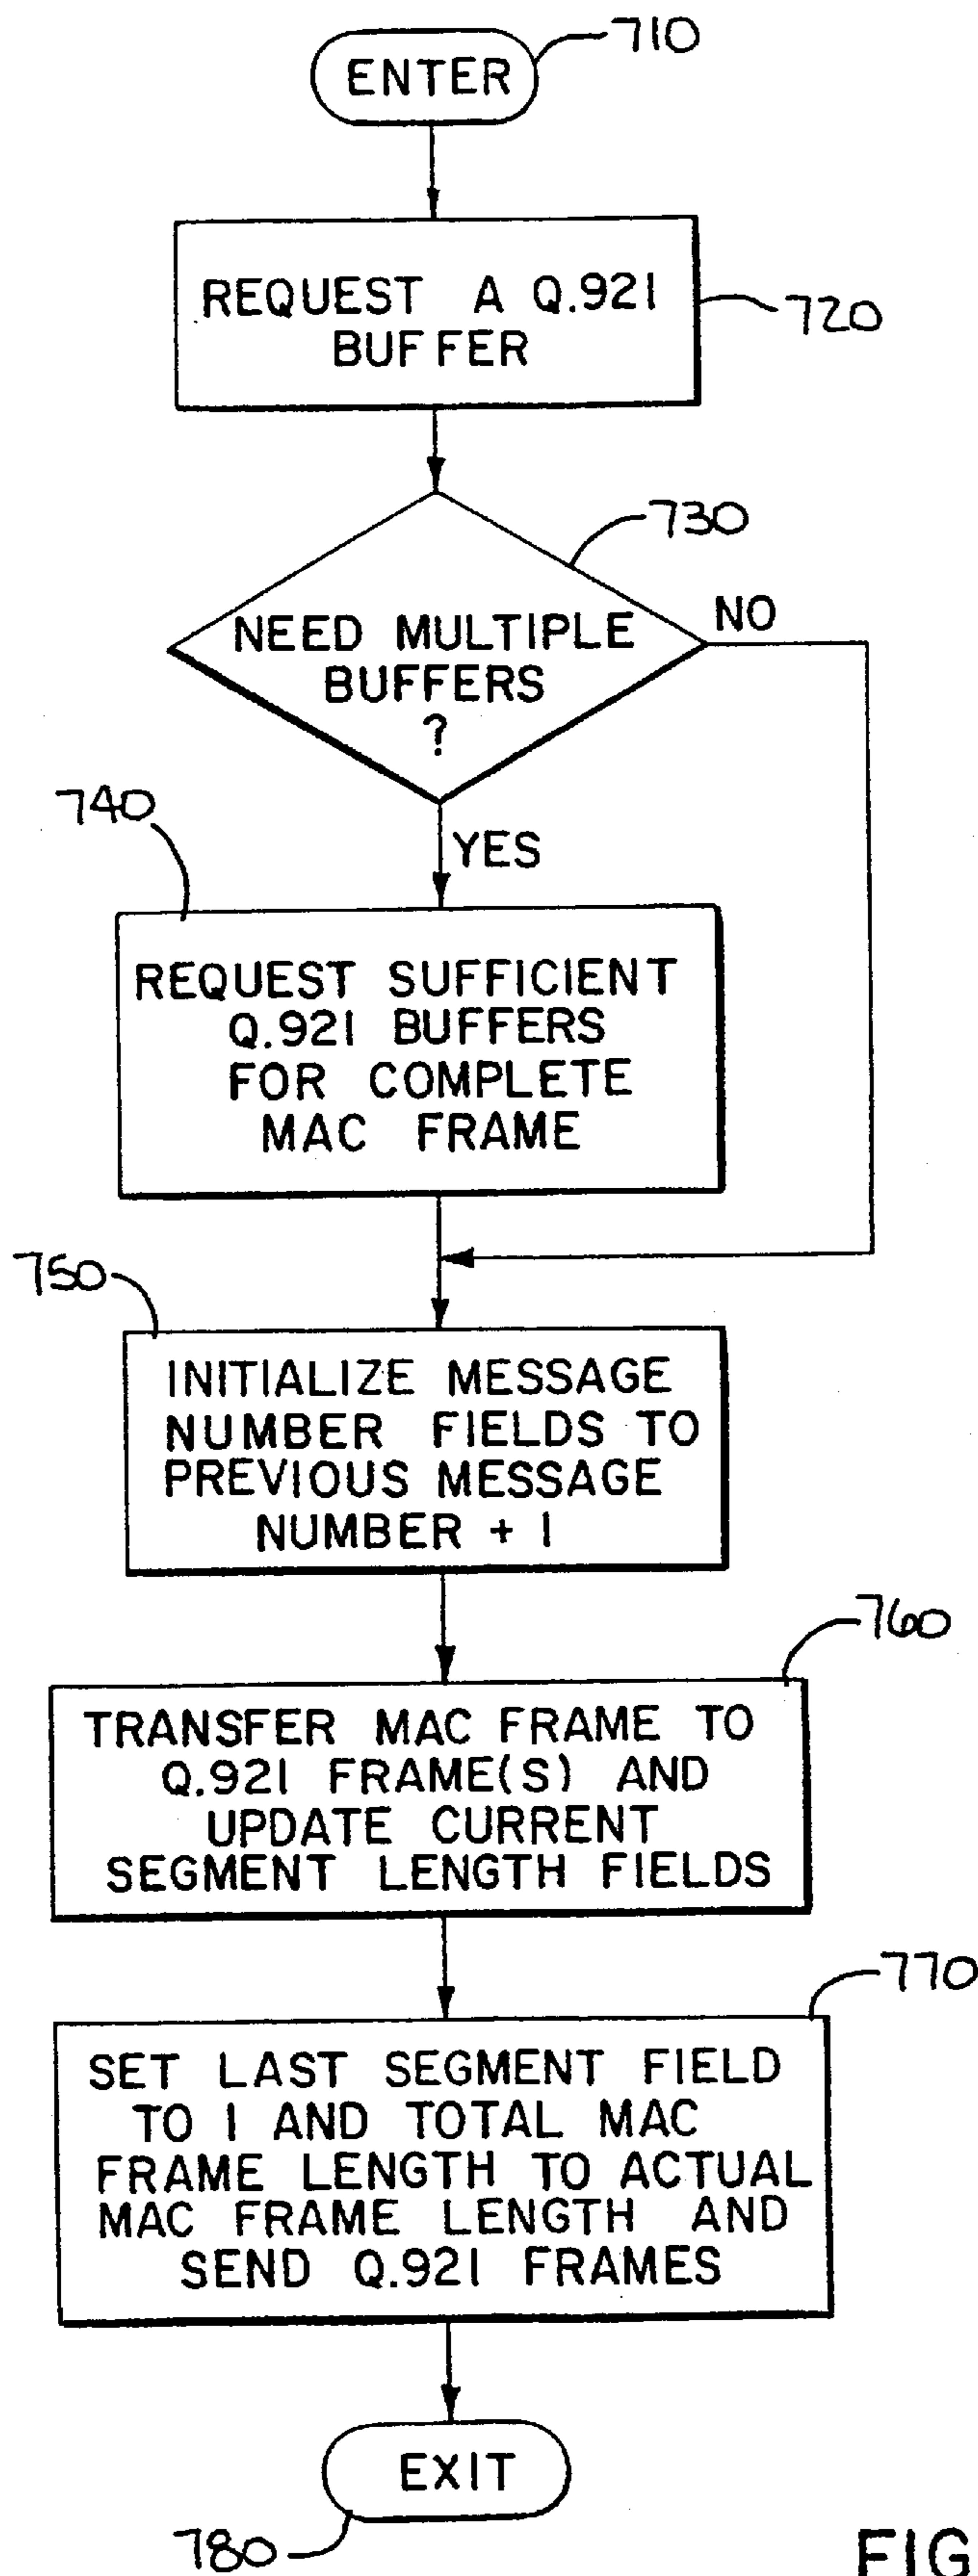 710
ENTER
REQUEST A Q.921
BUFFER
720
730
NEED MULTIPLE
BUFFERS
?
NO
YES
740
REQUEST SUFFICIENT
Q.921 BUFFERS
FOR COMPLETE
MAC FRAME
750
INITIALIZE MESSAGE
NUMBER FIELDS TO
PREVIOUS MESSAGE
NUMBER + 1
760
TRANSFER MAC FRAME TO
Q.921 FRAME(S) AND
UPDATE CURRENT
SEGMENT LENGTH FIELDS
770
SET LAST SEGMENT FIELD
TO 1 AND TOTAL MAC
FRAME LENGTH TO ACTUAL
MAC FRAME LENGTH AND
SEND Q.921 FRAMES
EXIT
780
FIG